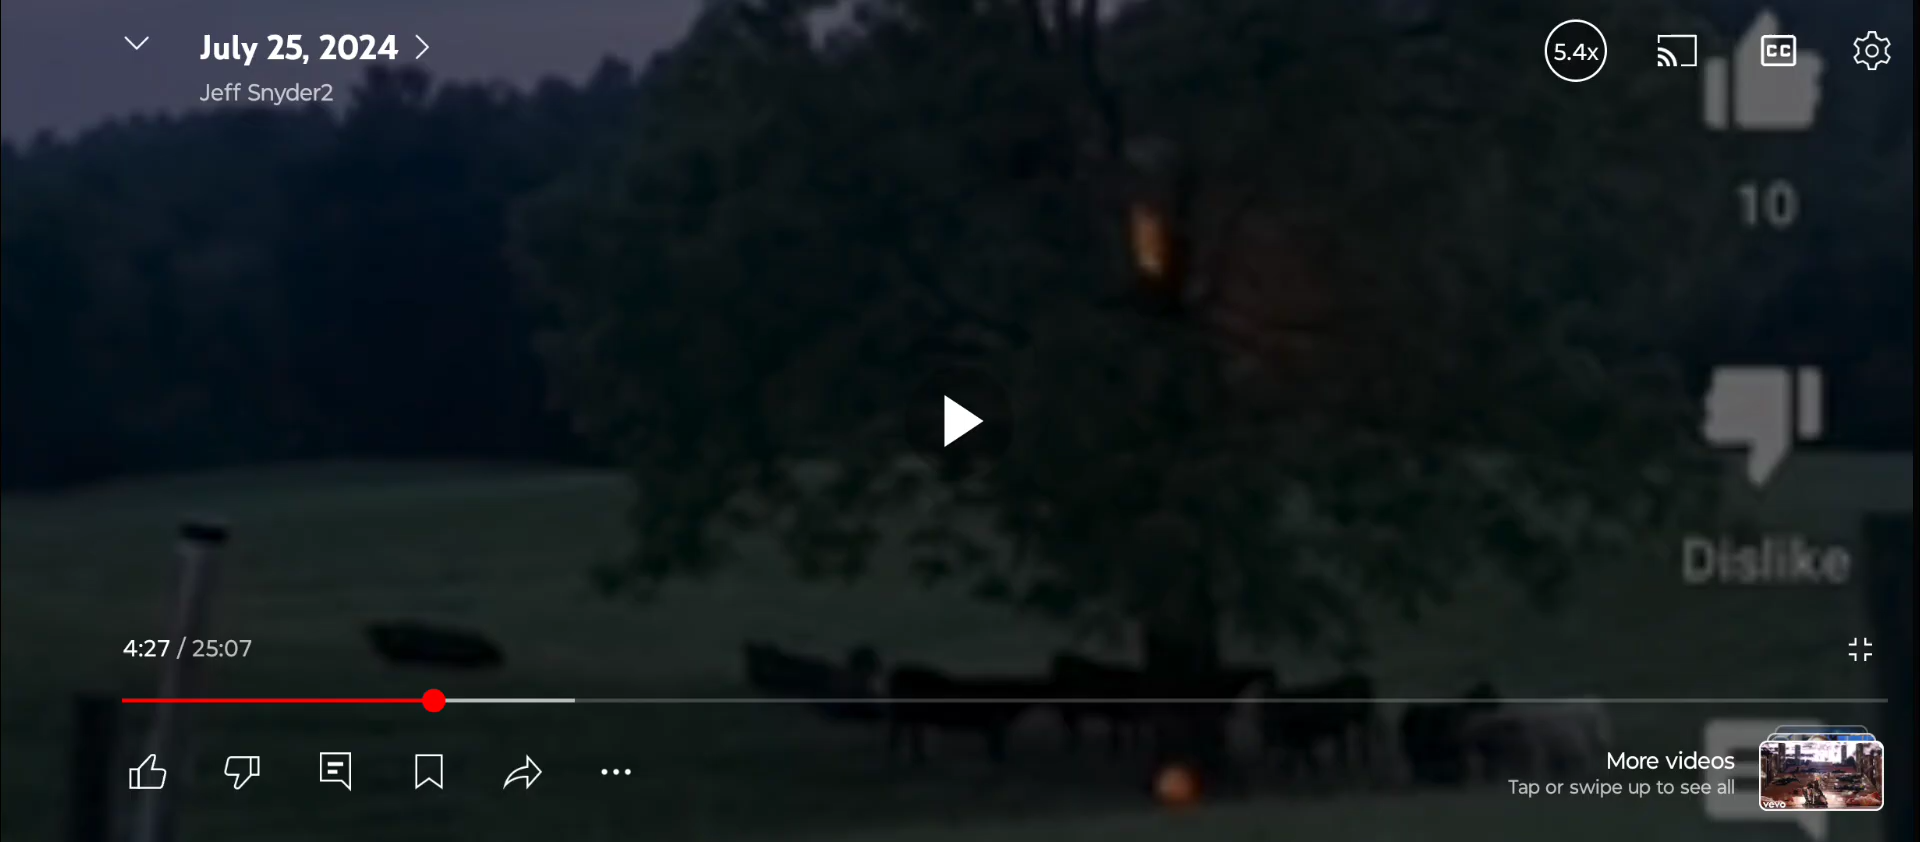 July 25, 2024
Jeff Snyder2
5.4x
CC
10
Dislike
4:27 / 25:07
More videos
Tap or swipe up to see all
vevo